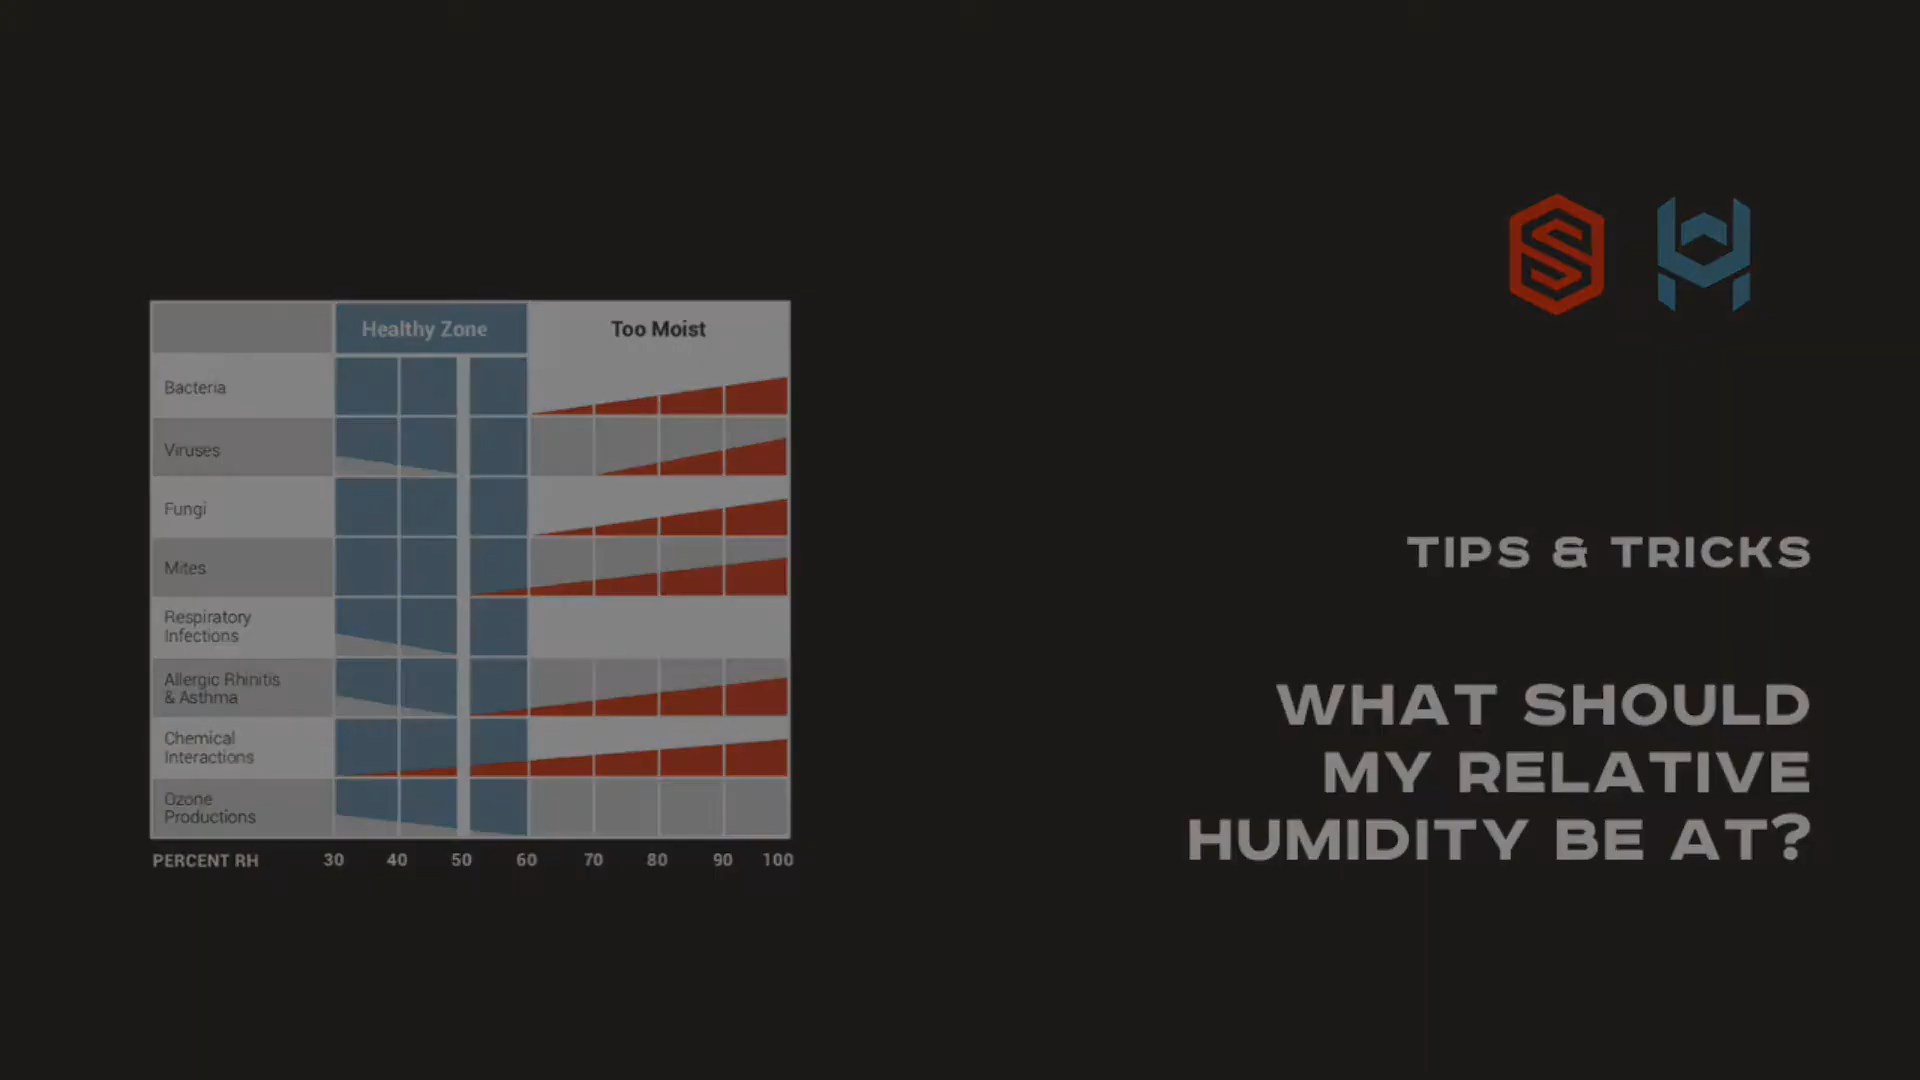 Healthy Zone
Too Moist
Bacteria
Viruses
Fungi
Mites
Respiratory
Infections
Allergic Rhinitis
& Asthma
Chemical
Interactions
Ozone
Productions
PERCENT RH 30 40 50 60 70 80 90 100
TIPS & TRICKS
WHAT SHOULD
MY RELATIVE
HUMIDITY BE AT?